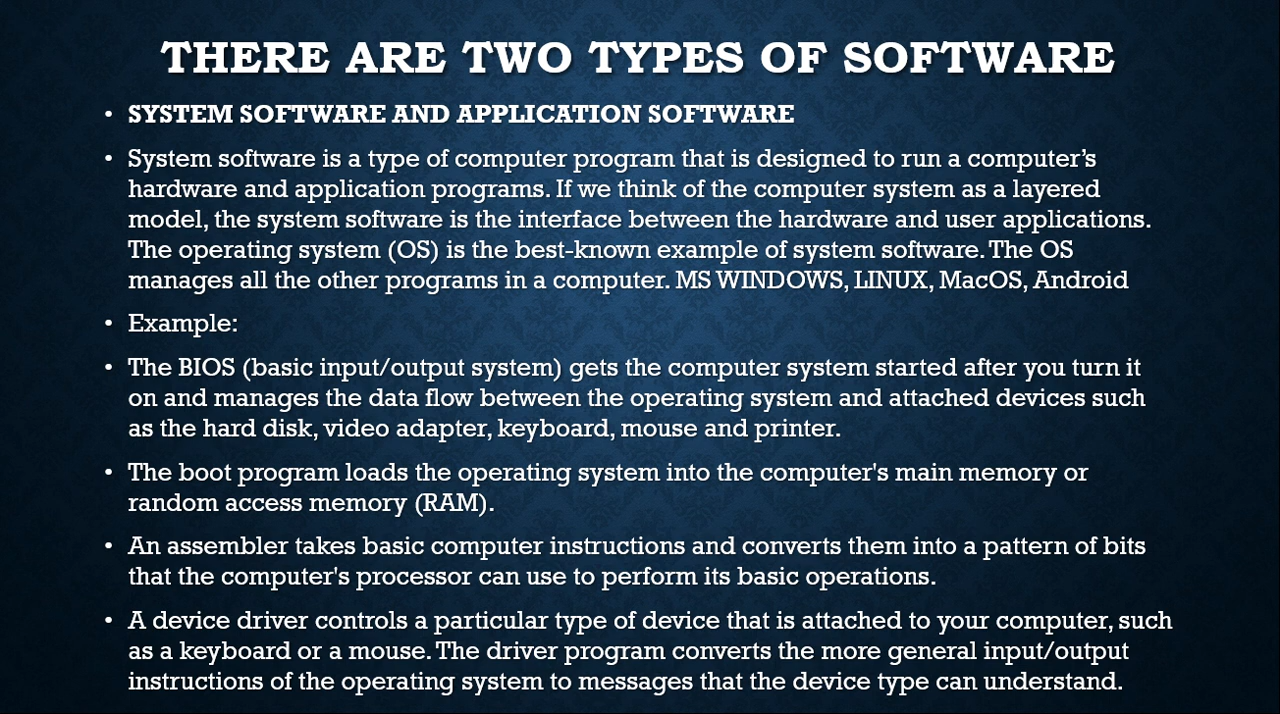 THERE ARE TWO TYPES OF SOFTWARE
• SYSTEM SOFTWARE AND APPLICATION SOFTWARE
• System software is a type of computer program that is designed to run a computer’s
hardware and application programs. If we think of the computer system as a layered
model, the system software is the interface between the hardware and user applications.
The operating system (OS) is the best-known example of system software. The OS
manages all the other programs in a computer. MS WINDOWS, LINUX, MacOS, Android
• Example:
• The BIOS (basic input/output system) gets the computer system started after you turn it
on and manages the data flow between the operating system and attached devices such
as the hard disk, video adapter, keyboard, mouse and printer.
• The boot program loads the operating system into the computer's main memory or
random access memory (RAM).
• An assembler takes basic computer instructions and converts them into a pattern of bits
that the computer's processor can use to perform its basic operations.
• A device driver controls a particular type of device that is attached to your computer, such
as a keyboard or a mouse. The driver program converts the more general input/output
instructions of the operating system to messages that the device type can understand.